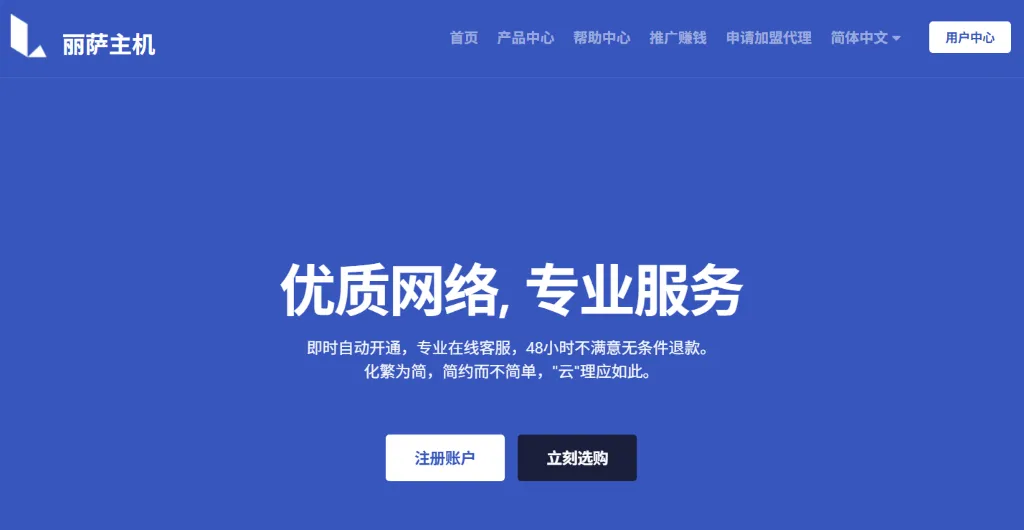 丽萨主机
首页 产品中心 帮助中心 推广赚钱 申请加盟代理 简体中文 用户中心
优质网络, 专业服务
即时自动开通，专业在线客服，48小时不满意无条件退款。
化繁为简，简约而不简单，"云"理应如此。
注册账户 立刻选购